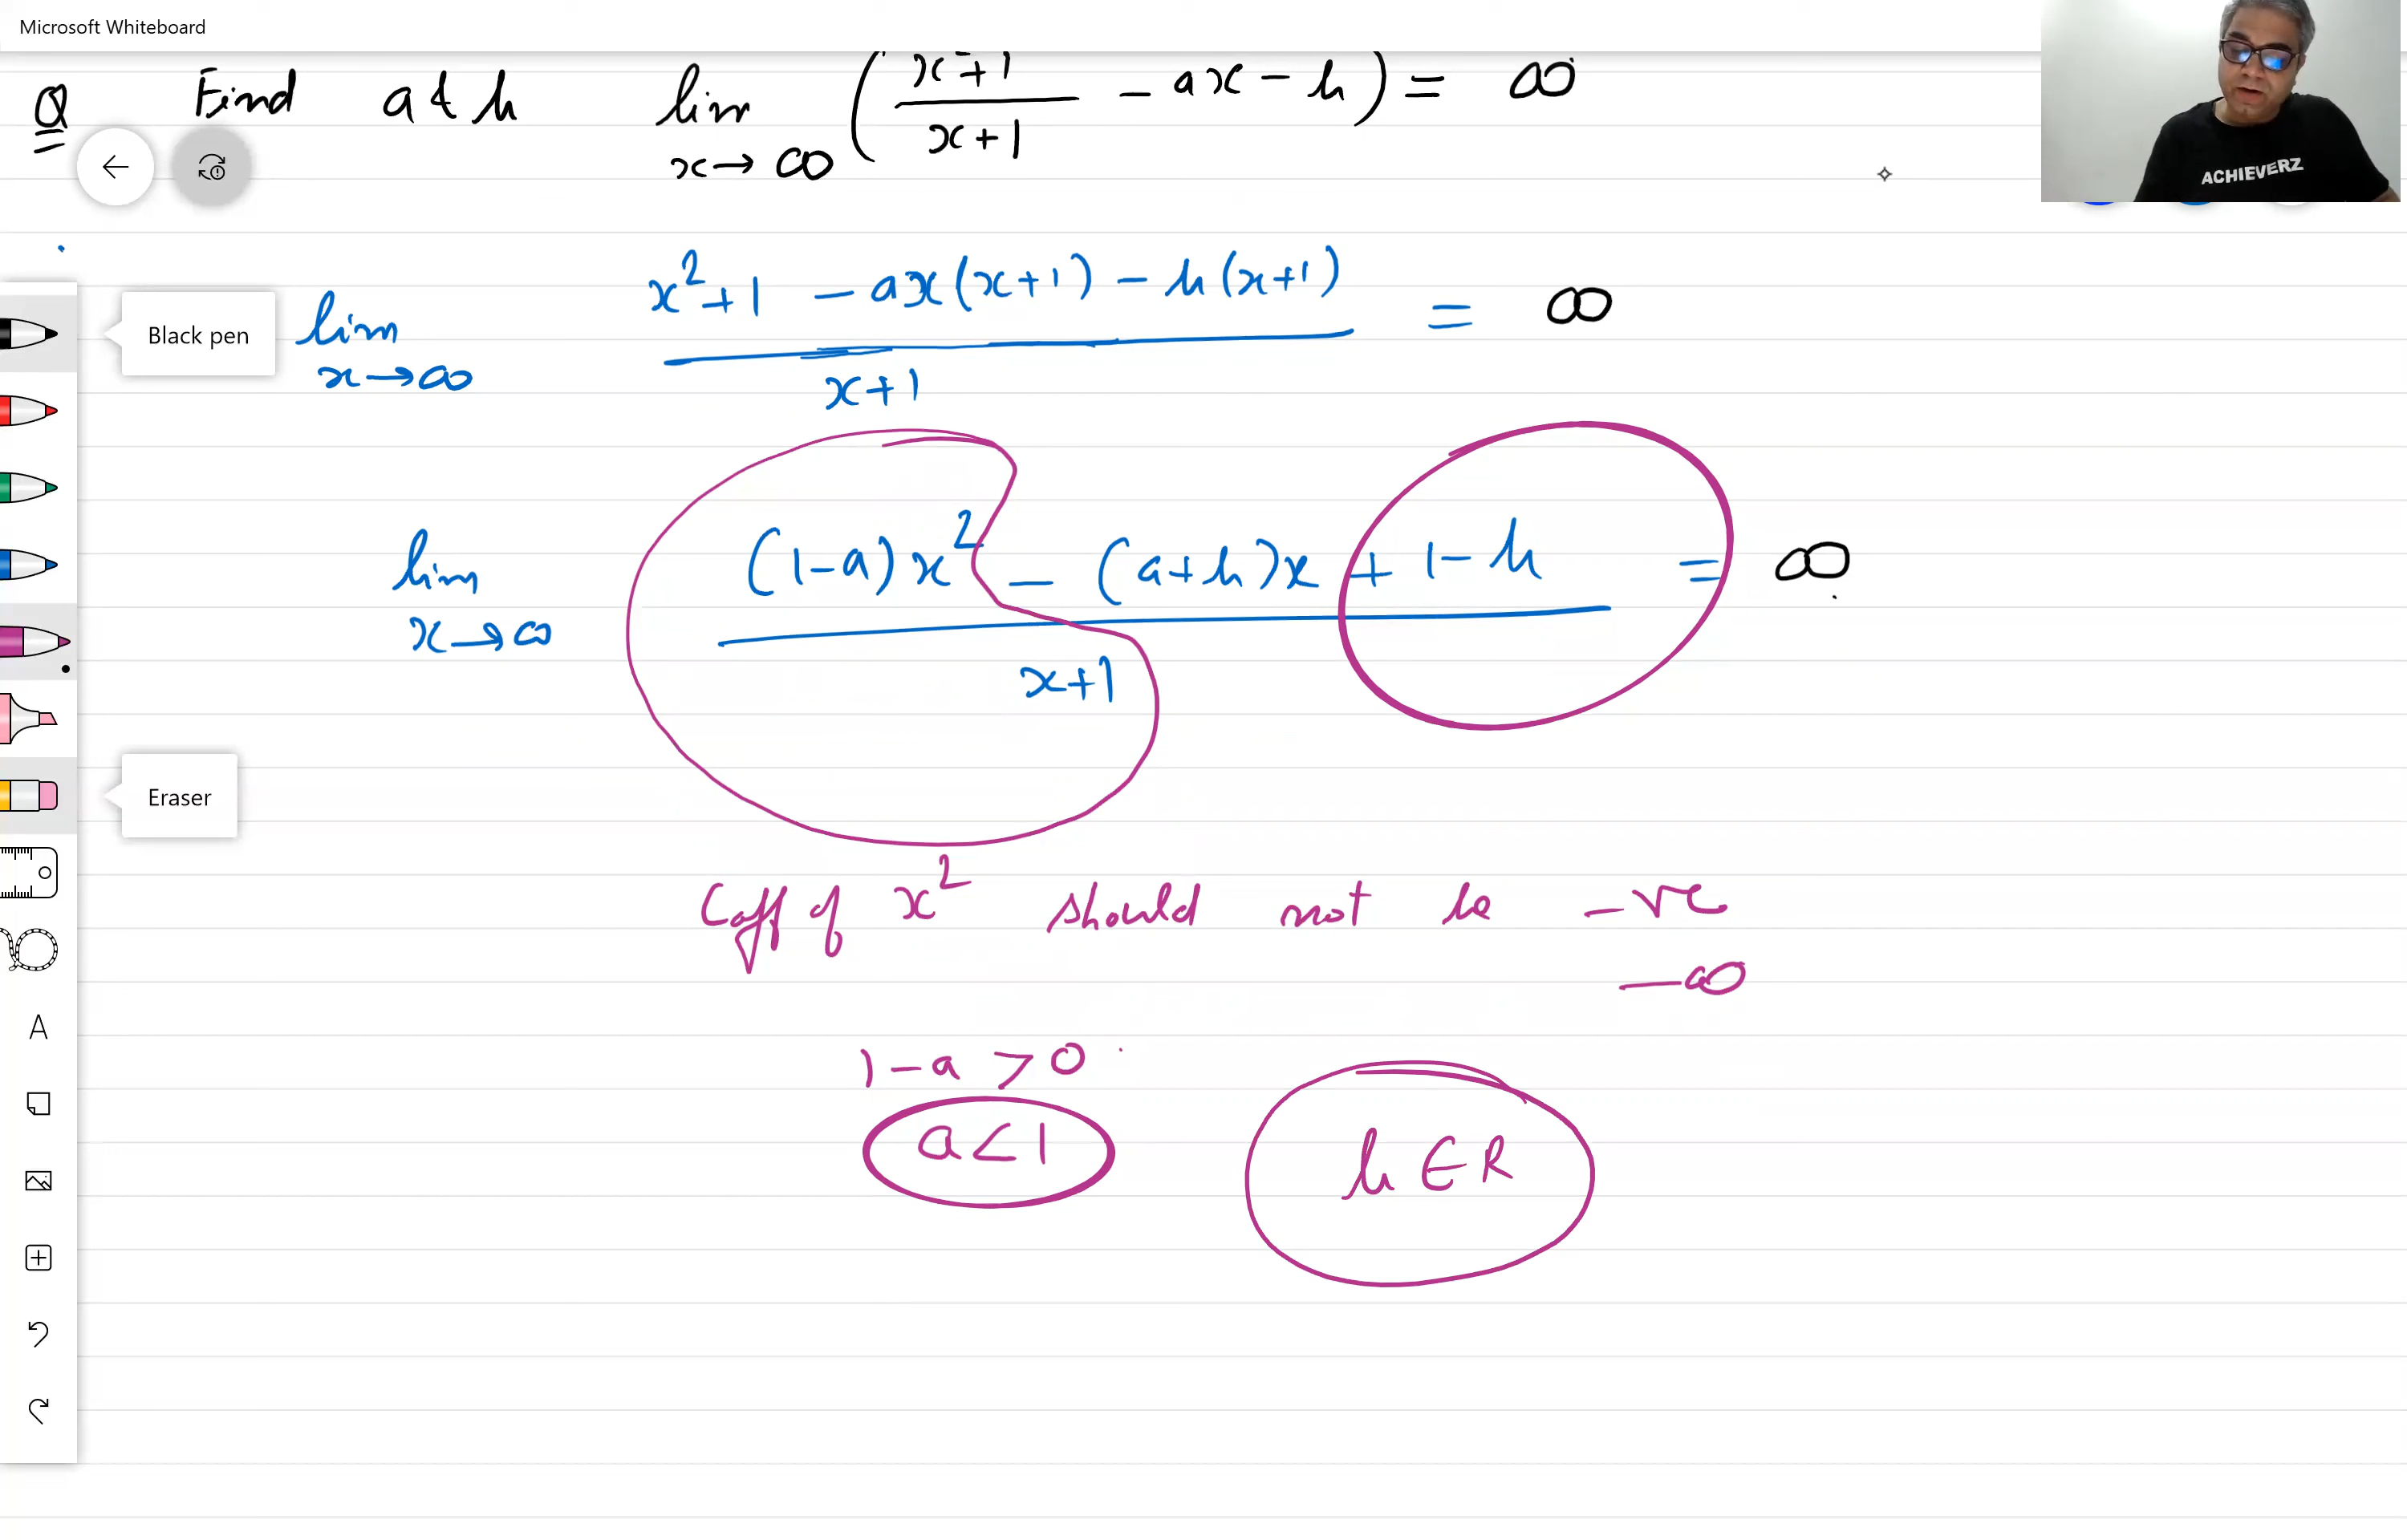 Microsoft Whiteboard
Q Find a & b lim x→∞ (x²+1 / x+1 − ax − b) = ∞
ACHIEVERZ
lim x→∞ x²+1 − ax(x+1) − b(x+1) / x+1 = ∞
Black pen
lim x→∞ (1−a)x² − (a+b)x + 1−b / x+1 = ∞
Eraser
Coff of x² should not be −ve
−∞
1−a > 0
a<1 b∈R
A